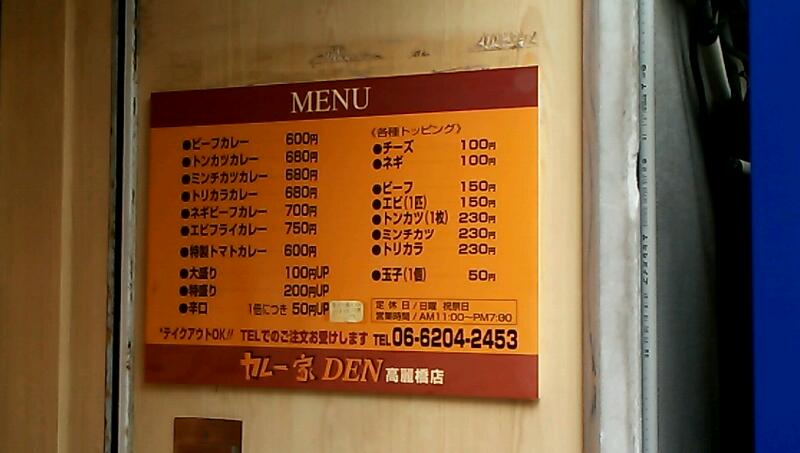 MENU
●ビーフカレー 600円
●トンカツカレー 680円
●ミンチカツカレー 680円
●トリカラカレー 680円
●ネギビーフカレー 700円
●エビフライカレー 750円
●特製トマトカレー 600円
●大盛り 100円UP
●特盛り 200円UP
●辛口 1個につき 50円UP
《各種トッピング》
●チーズ 100円
●ネギ 100円
●ビーフ 150円
●エビ(1匹) 150円
●トンカツ(1枚) 230円
●ミンチカツ 230円
●トリカラ 230円
●玉子(1個) 50円
定休日/日曜 祝祭日
営業時間/AM11:00〜PM7:00
*テイクアウトOK!! TELでのご注文お受けします TEL06-6204-2453
カレー家 DEN 高麗橋店